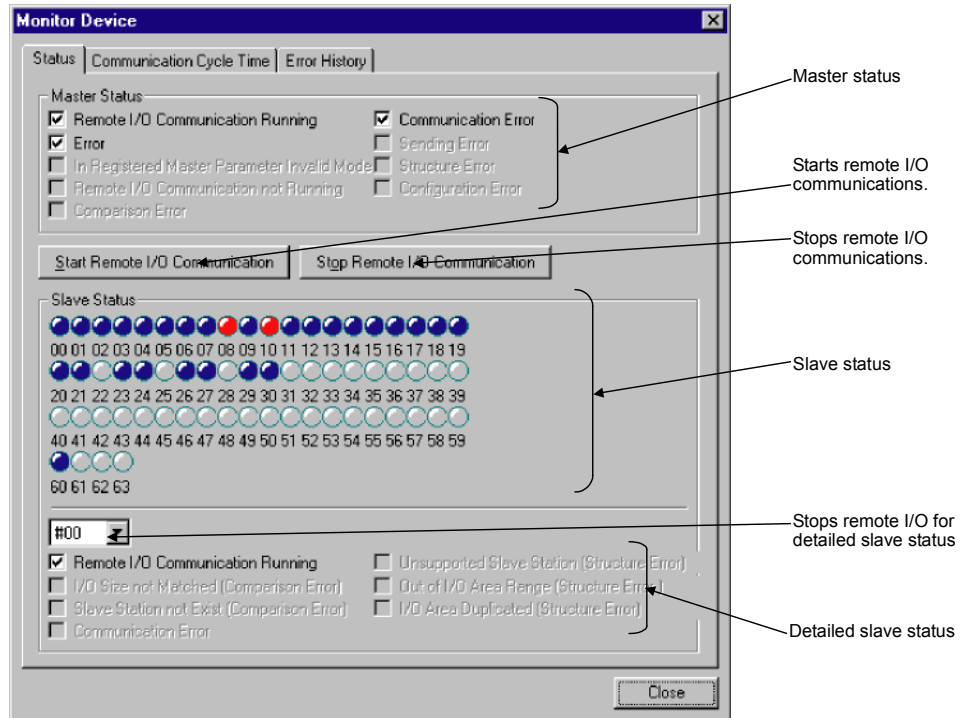 Monitor Device
Status Communication Cycle Time Error History
Master Status
Remote I/O Communication Running
Communication Error
Error
Sending Error
In Registered Master Parameter Invalid Mode
Structure Error
Remote I/O Communication not Running
Configuration Error
Comparison Error
Start Remote I/O Communication
Stop Remote I/O Communication
Slave Status
00 01 02 03 04 05 06 07 08 09 10 11 12 13 14 15 16 17 18 19
20 21 22 23 24 25 26 27 28 29 30 31 32 33 34 35 36 37 38 39
40 41 42 43 44 45 46 47 48 49 50 51 52 53 54 55 56 57 58 59
60 61 62 63
#00
Remote I/O Communication Running
Unsupported Slave Station (Structure Error)
I/O Size not Matched (Comparison Error)
Out of I/O Area Range (Structure Error)
Slave Station not Exist (Comparison Error)
I/O Area Duplicated (Structure Error)
Communication Error
Close
Master status
Starts remote I/O
communications.
Stops remote I/O
communications.
Slave status
Stops remote I/O for
detailed slave status
Detailed slave status